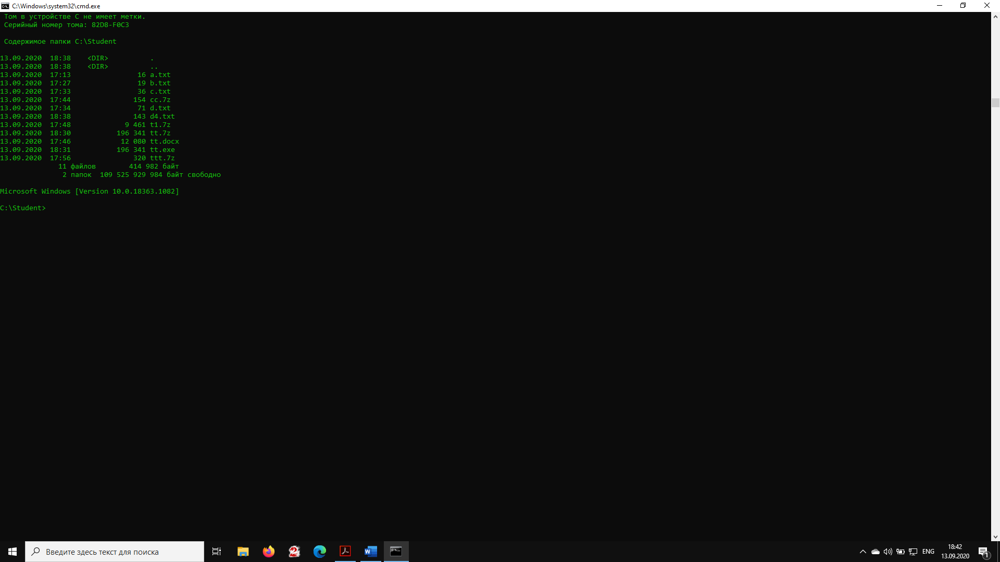 C:\Windows\system32\cmd.exe
Том в устройстве C не имеет метки.
Серийный номер тома: 82D8-F0C3
Содержимое папки C:\Student
13.09.2020  18:38    <DIR>          .
13.09.2020  18:38    <DIR>          ..
13.09.2020  17:13                16 a.txt
13.09.2020  17:27                19 b.txt
13.09.2020  17:33                36 c.txt
13.09.2020  17:44               154 cc.7z
13.09.2020  17:34                71 d.txt
13.09.2020  18:38               143 d4.txt
13.09.2020  17:48             9 461 t1.7z
13.09.2020  18:30           196 341 tt.7z
13.09.2020  17:46            12 080 tt.docx
13.09.2020  18:31           196 341 tt.exe
13.09.2020  17:56               320 ttt.7z
11 файлов        414 982 байт
2 папок  109 525 929 984 байт свободно
Microsoft Windows [Version 10.0.18363.1082]
C:\Student>
Введите здесь текст для поиска
ENG
18:42
13.09.2020
1